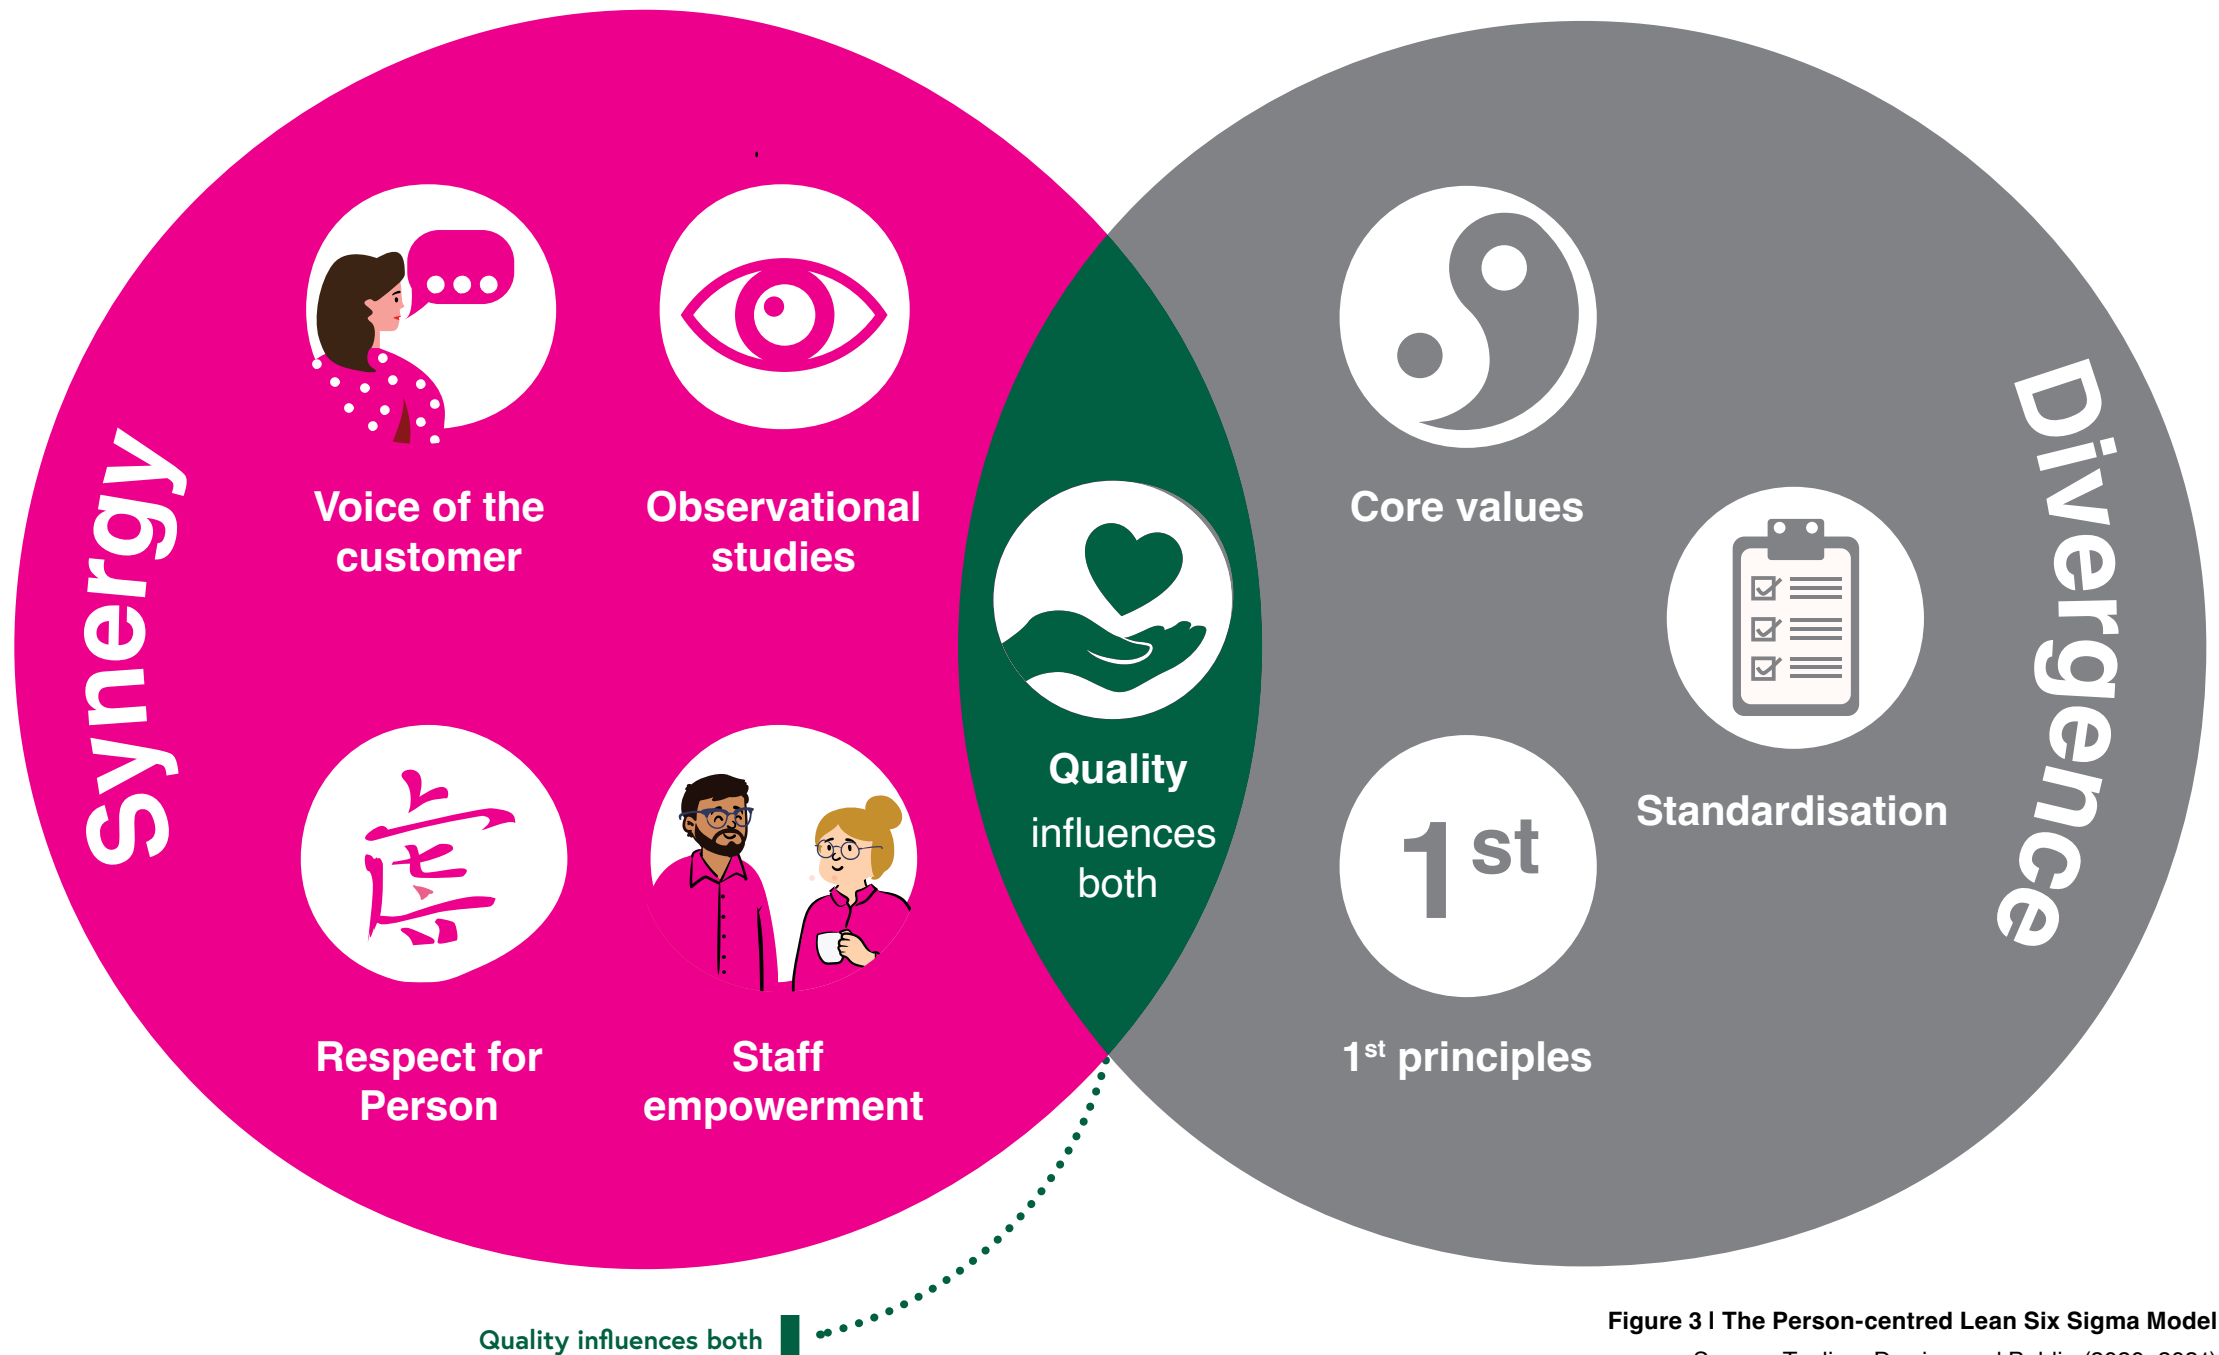 Synergy
Voice of the
customer
Observational
studies
Respect for
Person
Staff
empowerment
Quality
influences
both
Core values
Standardisation
1st
1st principles
Divergence
Quality influences both
Figure 3 | The Person-centred Lean Six Sigma Model